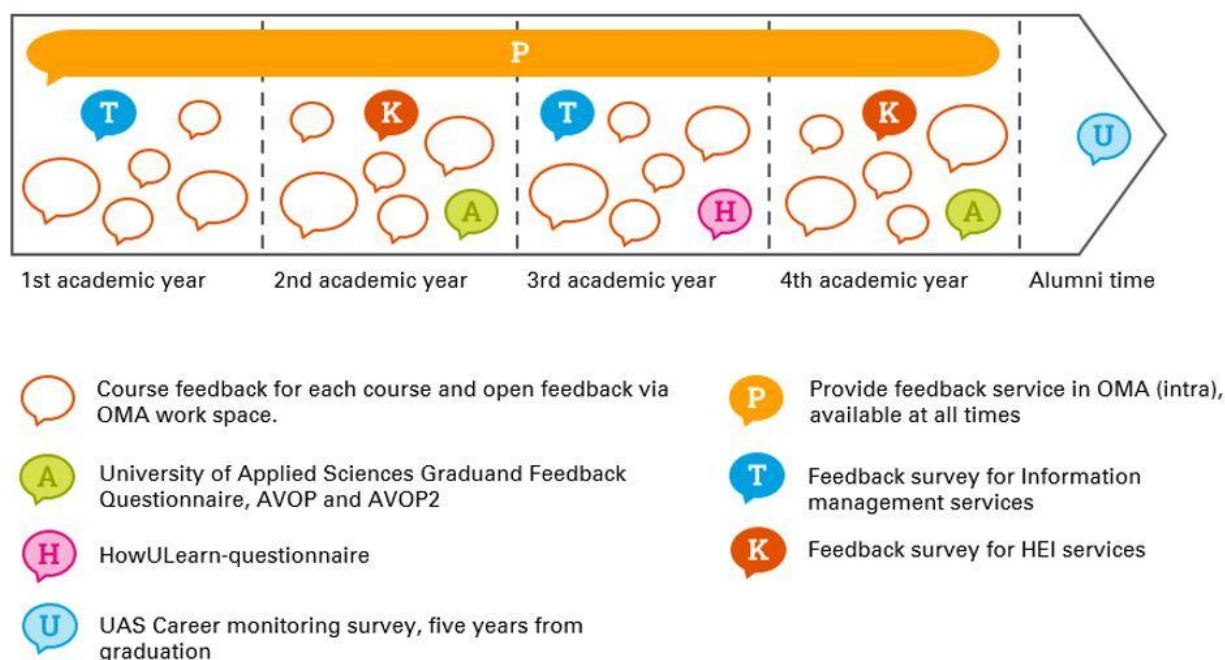 P
T
K
T
K
U
A
H
A
1st academic year
2nd academic year
3rd academic year
4th academic year
Alumni time
Course feedback for each course and open feedback via
OMA work space.
A
University of Applied Sciences Graduand Feedback
Questionnaire, AVOP and AVOP2
H
HowULearn-questionnaire
U
UAS Career monitoring survey, five years from
graduation
P
Provide feedback service in OMA (intra),
available at all times
T
Feedback survey for Information
management services
K
Feedback survey for HEI services